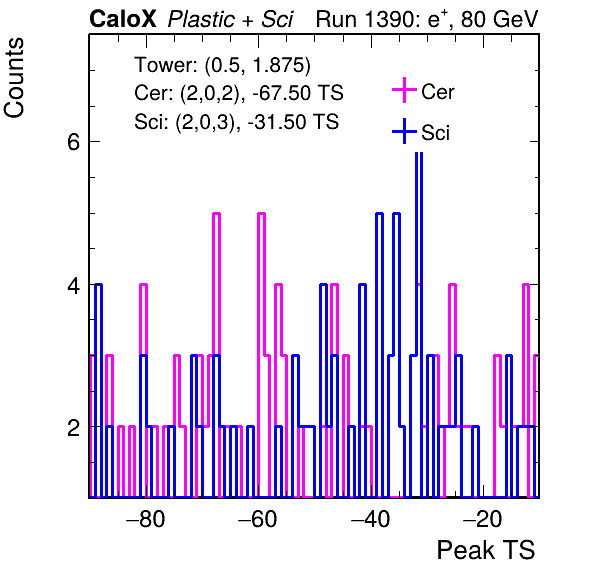 CaloX Plastic + Sci Run 1390: e+, 80 GeV
Counts
Tower: (0.5, 1.875)
Cer: (2,0,2), -67.50 TS
Sci: (2,0,3), -31.50 TS
Cer
Sci
6
4
2
−80 −60 −40 −20
Peak TS